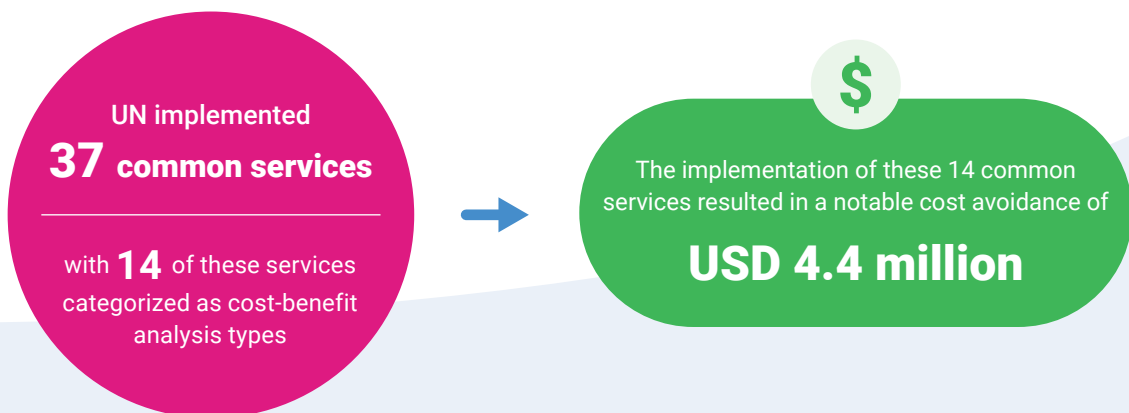 UN implemented
37 common services
with 14 of these services
categorized as cost-benefit
analysis types
$
The implementation of these 14 common
services resulted in a notable cost avoidance of
USD 4.4 million